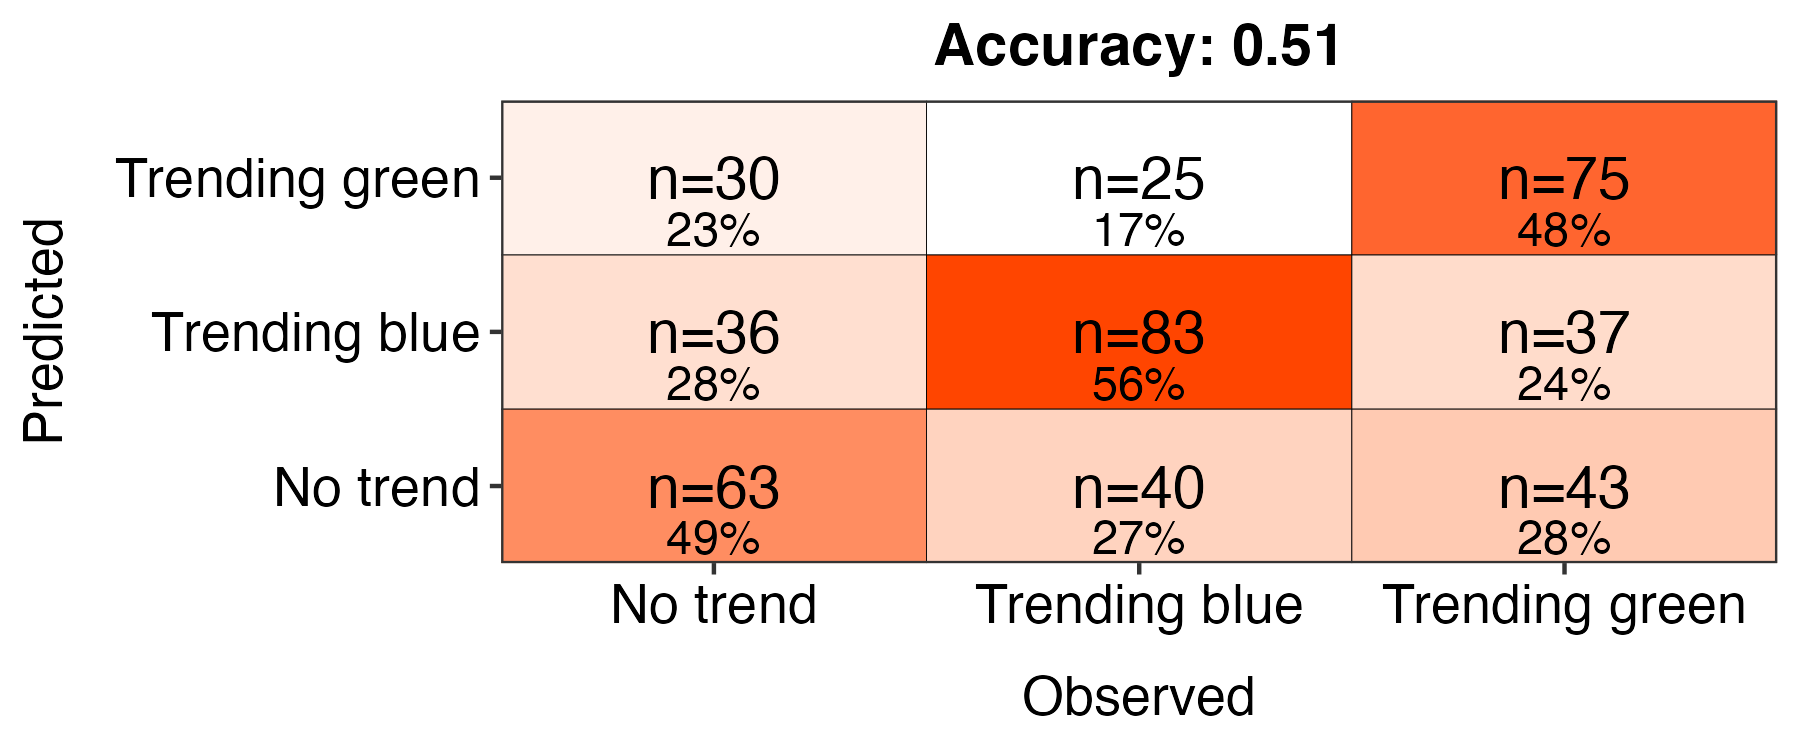 Accuracy: 0.51
Predicted
Trending green
n=30
23%
n=25
17%
n=75
48%
Trending blue
n=36
28%
n=83
56%
n=37
24%
No trend
n=63
49%
n=40
27%
n=43
28%
No trend
Trending blue
Trending green
Observed